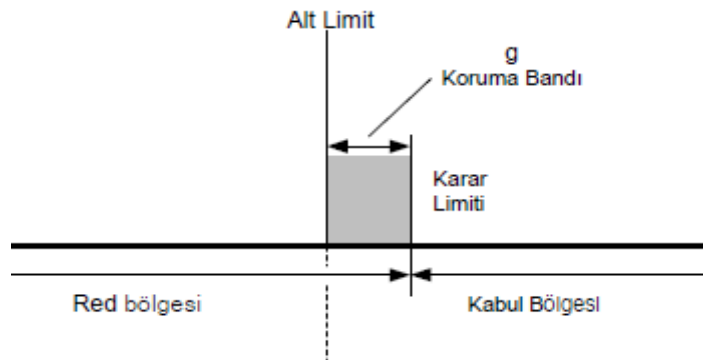 Alt Limit
g
Koruma Bandı
Karar
Limiti
Red bölgesi
Kabul Bölgesi